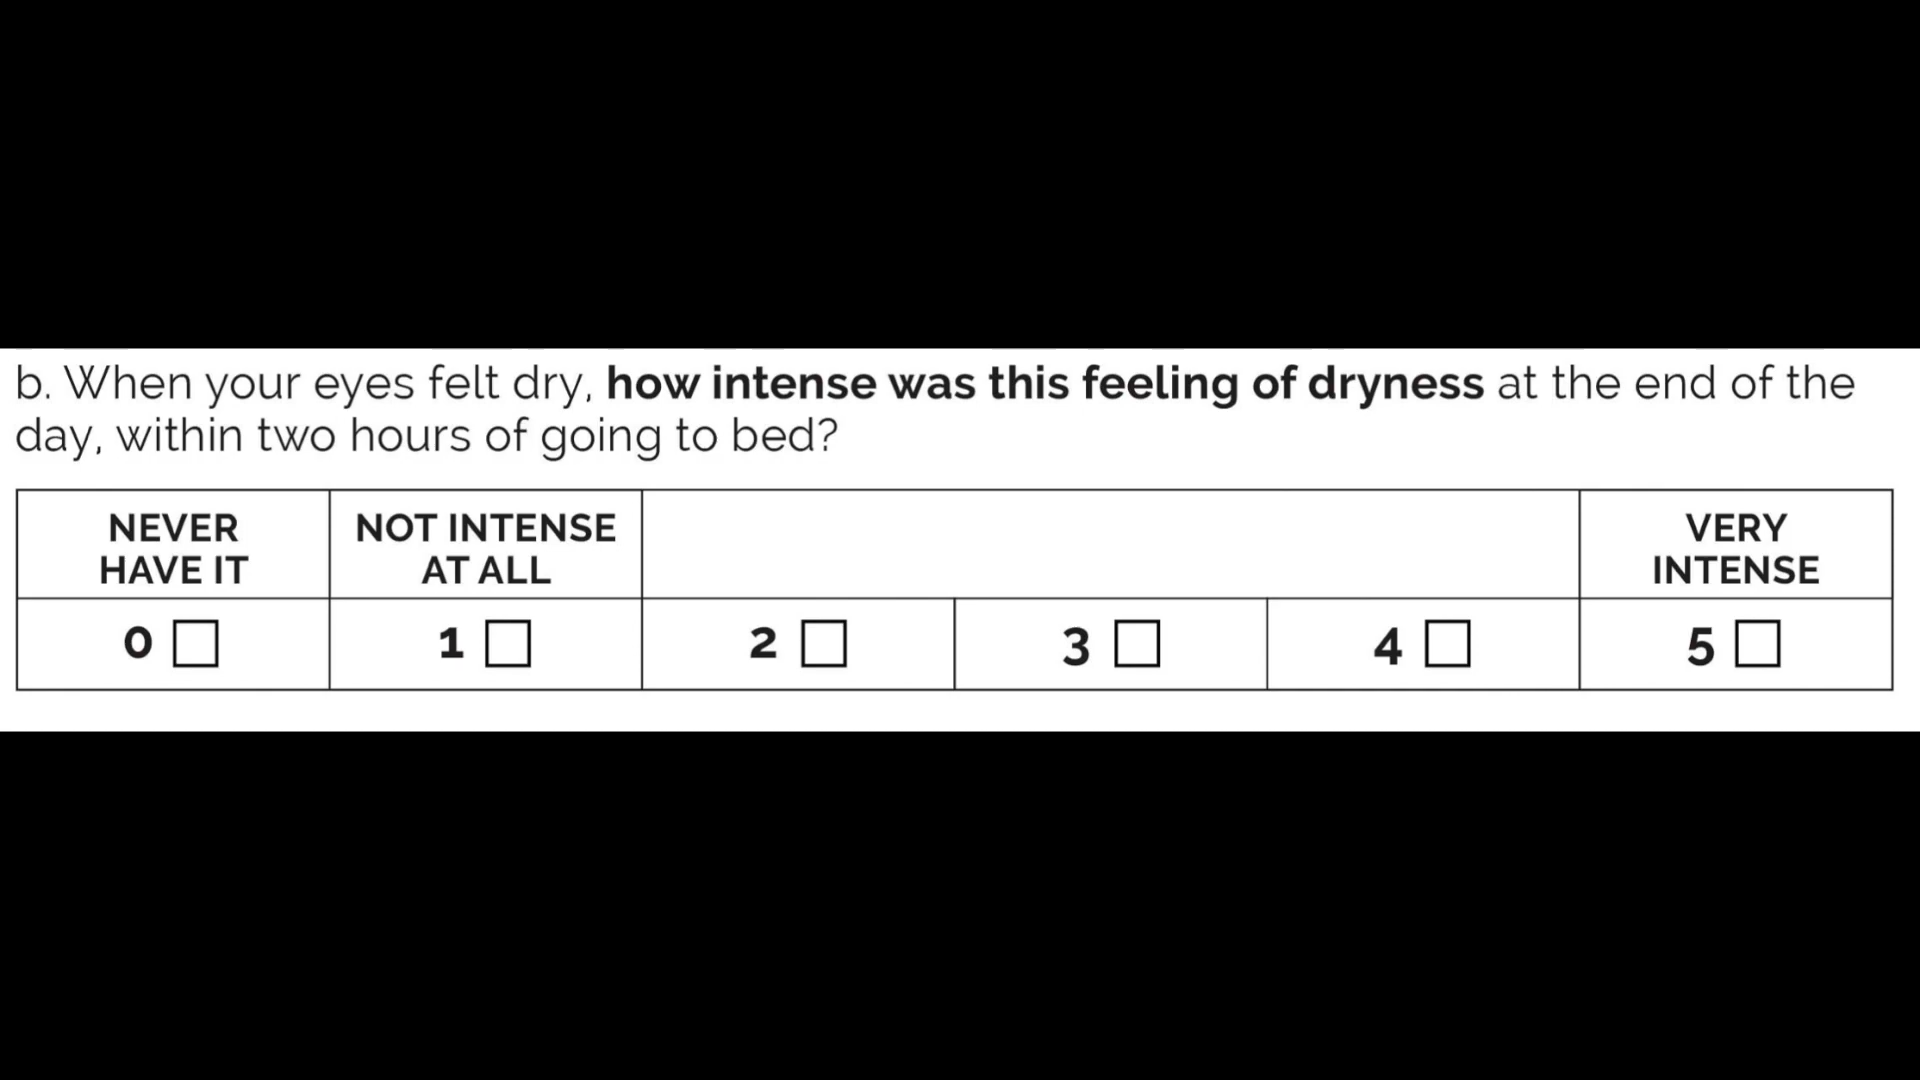 b. When your eyes felt dry, how intense was this feeling of dryness at the end of the
day, within two hours of going to bed?
NEVER HAVE IT
NOT INTENSE AT ALL
VERY INTENSE
0 1 2 3 4 5